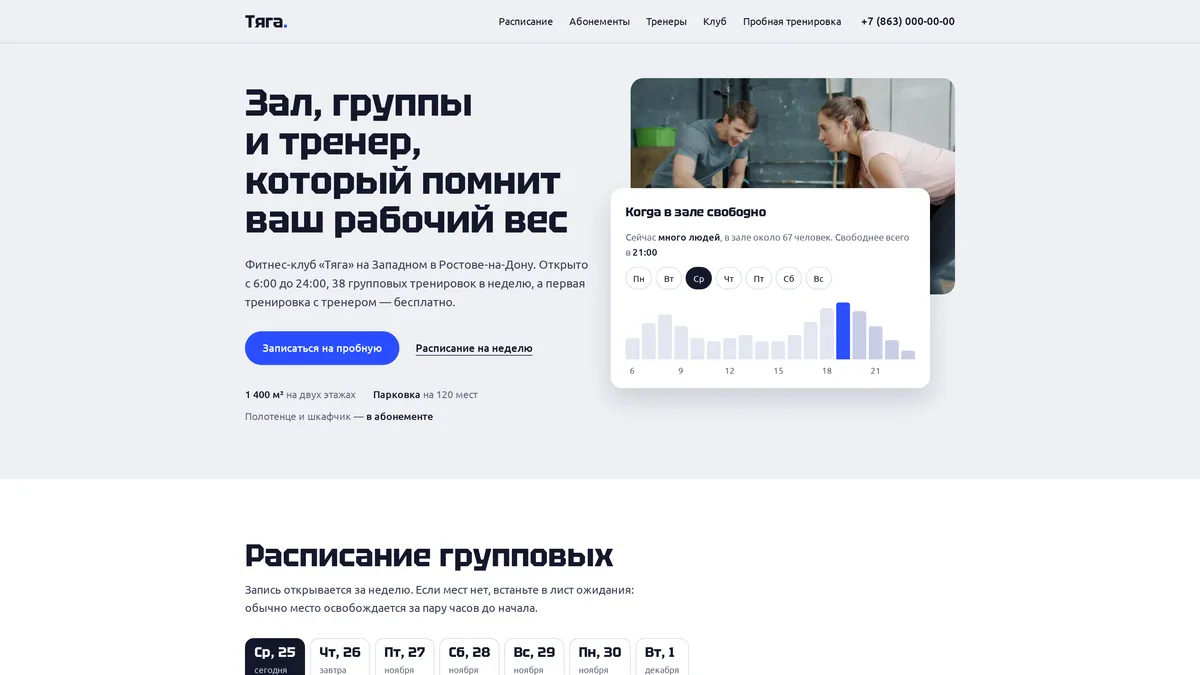 Тяга.
Расписание Абонементы Тренеры Клуб Пробная тренировка +7 (863) 000-00-00
Зал, группы
и тренер,
который помнит
ваш рабочий вес
Фитнес-клуб «Тяга» на Западном в Ростове-на-Дону. Открыто
с 6:00 до 24:00, 38 групповых тренировок в неделю, а первая
тренировка с тренером — бесплатно.
Записаться на пробную
Расписание на неделю
1 400 м² на двух этажах
Парковка на 120 мест
Полотенце и шкафчик — в абонементе
Когда в зале свободно
Сейчас много людей, в зале около 67 человек. Свободнее всего
в 21:00
Пн Вт Ср Чт Пт Сб Вс
6 9 12 15 18 21
Расписание групповых
Запись открывается за неделю. Если мест нет, встаньте в лист ожидания:
обычно место освобождается за пару часов до начала.
Ср, 25 Чт, 26 Пт, 27 Сб, 28 Вс, 29 Пн, 30 Вт, 1
сегодня завтра ноября ноября ноября ноября декабря